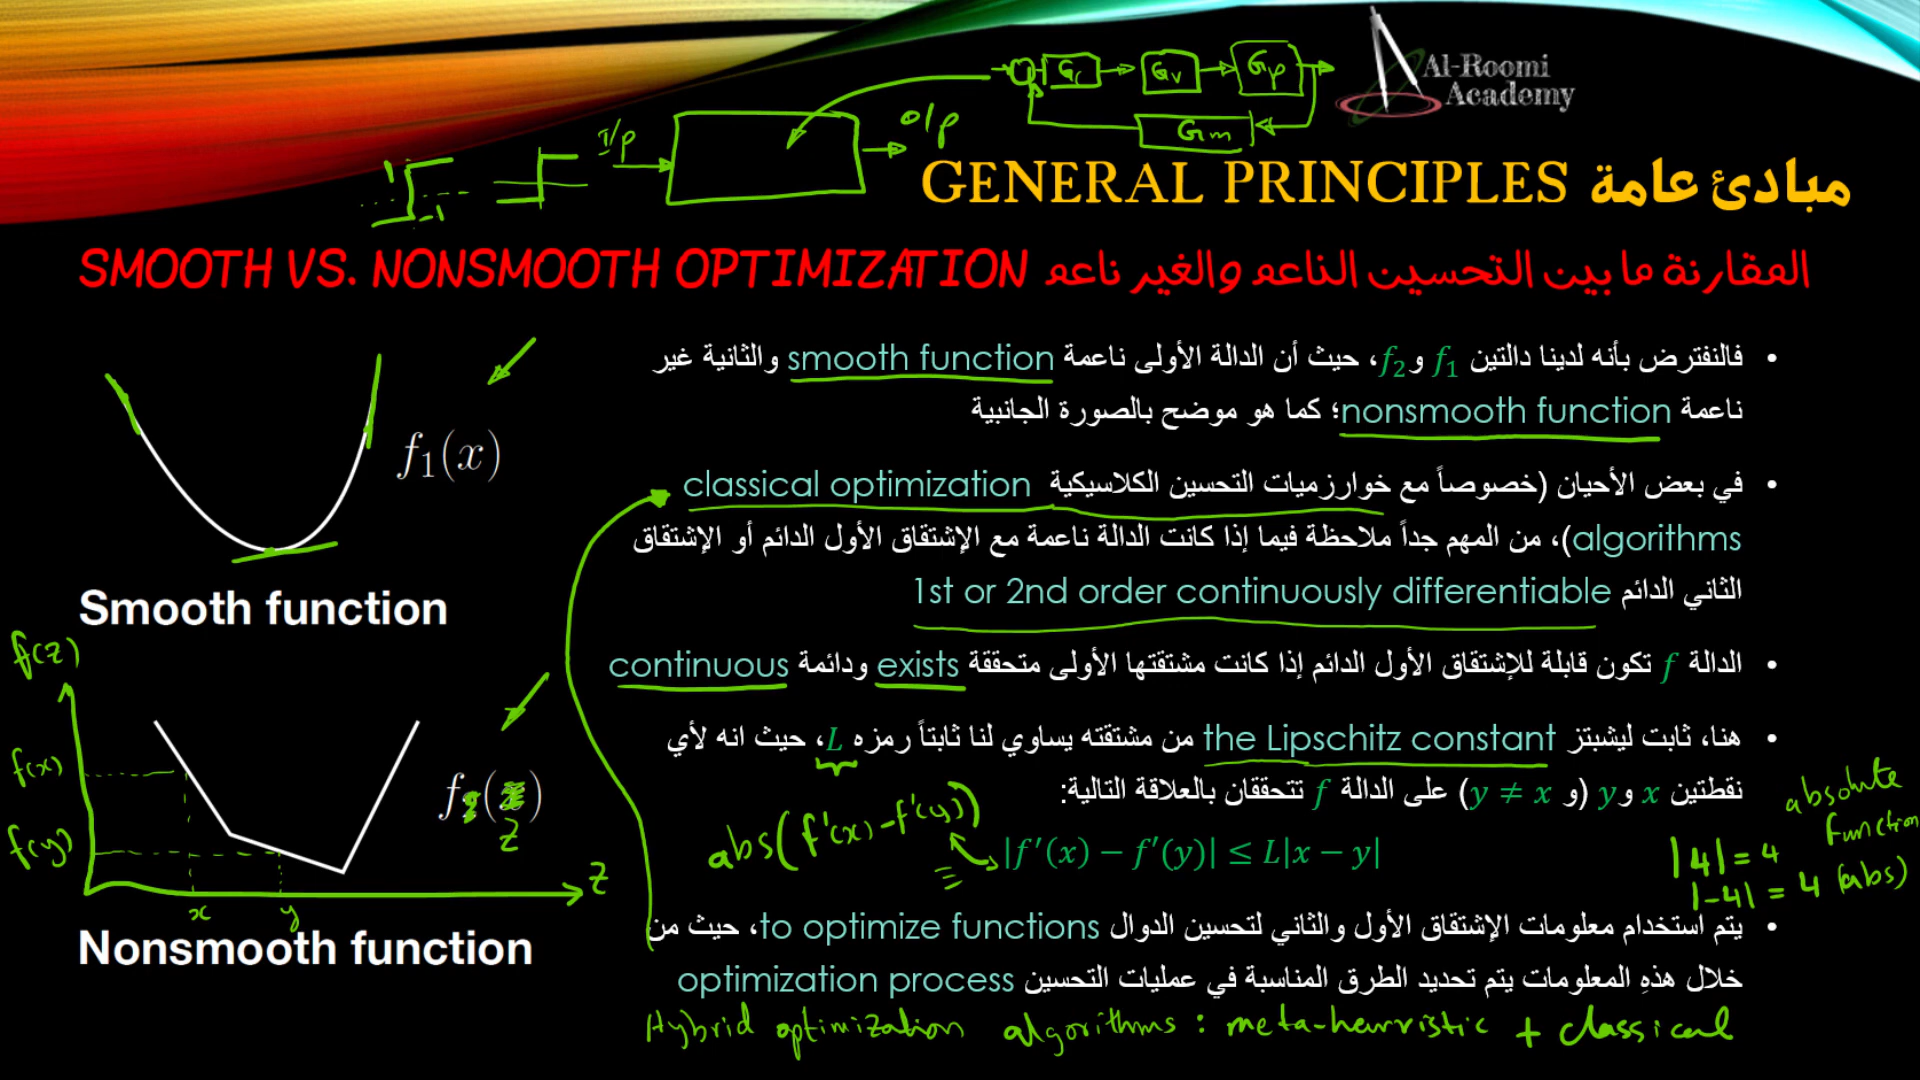 Al-Roomi
Academy
Gc
Gv
Gp
Gm
I/p
O/p
1
-1
GENERAL PRINCIPLES مبادئ عامة
SMOOTH VS. NONSMOOTH OPTIMIZATION المقارنة ما بين التحسين الناعم والغير ناعم
فالنفترض بأنه لدينا دالتين f₁ و f₂، حيث أن الدالة الأولى ناعمة smooth function والثانية غير
ناعمة nonsmooth function؛ كما هو موضح بالصورة الجانبية
في بعض الأحيان (خصوصاً مع خوارزميات التحسين الكلاسيكية classical optimization
algorithms)، من المهم جداً ملاحظة فيما إذا كانت الدالة ناعمة مع الإشتقاق الأول الدائم أو الإشتقاق
الثاني الدائم 1st or 2nd order continuously differentiable
الدالة f تكون قابلة للإشتقاق الأول الدائم إذا كانت مشتقتها الأولى متحققة exists ودائمة continuous
هنا، ثابت ليشبتز the Lipschitz constant من مشتقته يساوي لنا ثابتاً رمزه L، حيث انه لأي
نقطتين x و y (و y ≠ x) على الدالة f تتحققان بالعلاقة التالية:
|f′(x) − f′(y)| ≤ L|x − y|
abs(f'(x)-f'(y))
absolute
function
|4| = 4
|-4| = 4 (abs)
يتم استخدام معلومات الإشتقاق الأول والثاني لتحسين الدوال to optimize functions، حيث من
خلال هذهِ المعلومات يتم تحديد الطرق المناسبة في عمليات التحسين optimization process
Hybrid optimization algorithms : meta-heuristic + classical
f₁(x)
Smooth function
f(z)
f(x)
f(y)
z
x
y
z
Nonsmooth function